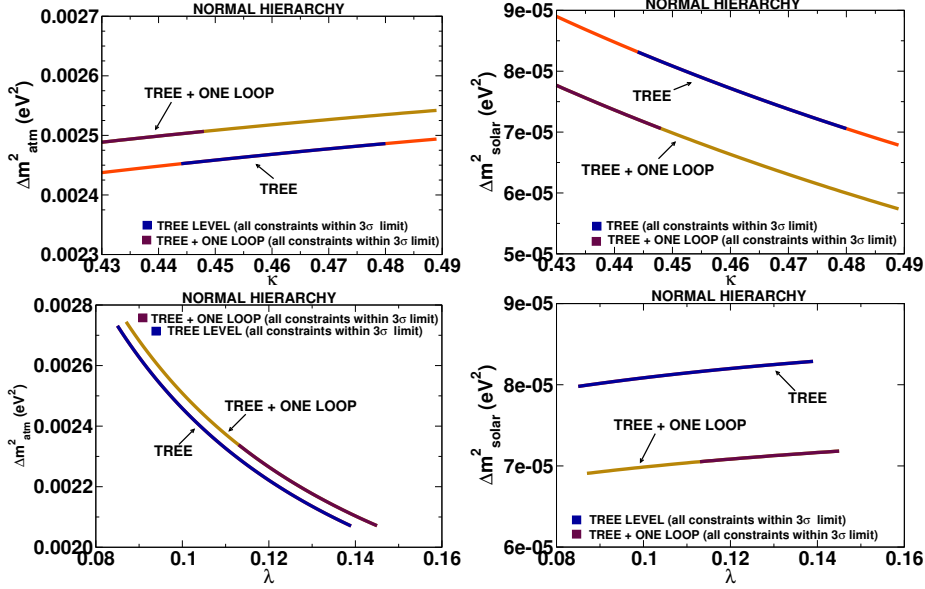 NORMAL HIERARCHY
0.0027
0.0026
0.0025
0.0024
0.0023
Δm²atm (eV²)
TREE + ONE LOOP
TREE
TREE LEVEL (all constraints within 3σ limit)
TREE + ONE LOOP (all constraints within 3σ limit)
0.43 0.44 0.45 0.46 0.47 0.48 0.49
κ
NORMAL HIERARCHY
9e-05
8e-05
7e-05
6e-05
5e-05
Δm²solar (eV²)
TREE
TREE + ONE LOOP
TREE (all constraints within 3σ limit)
TREE + ONE LOOP (all constraints within 3σ limit)
0.43 0.44 0.45 0.46 0.47 0.48 0.49
κ
NORMAL HIERARCHY
0.0028
0.0026
0.0024
0.0022
0.0020
Δm²atm (eV²)
TREE + ONE LOOP (all constraints within 3σ limit)
TREE LEVEL (all constraints within 3σ limit)
TREE + ONE LOOP
TREE
0.08 0.1 0.12 0.14 0.16
λ
NORMAL HIERARCHY
9e-05
8e-05
7e-05
6e-05
Δm²solar (eV²)
TREE
TREE + ONE LOOP
TREE LEVEL (all constraints within 3σ limit)
TREE + ONE LOOP (all constraints within 3σ limit)
0.08 0.1 0.12 0.14 0.16
λ